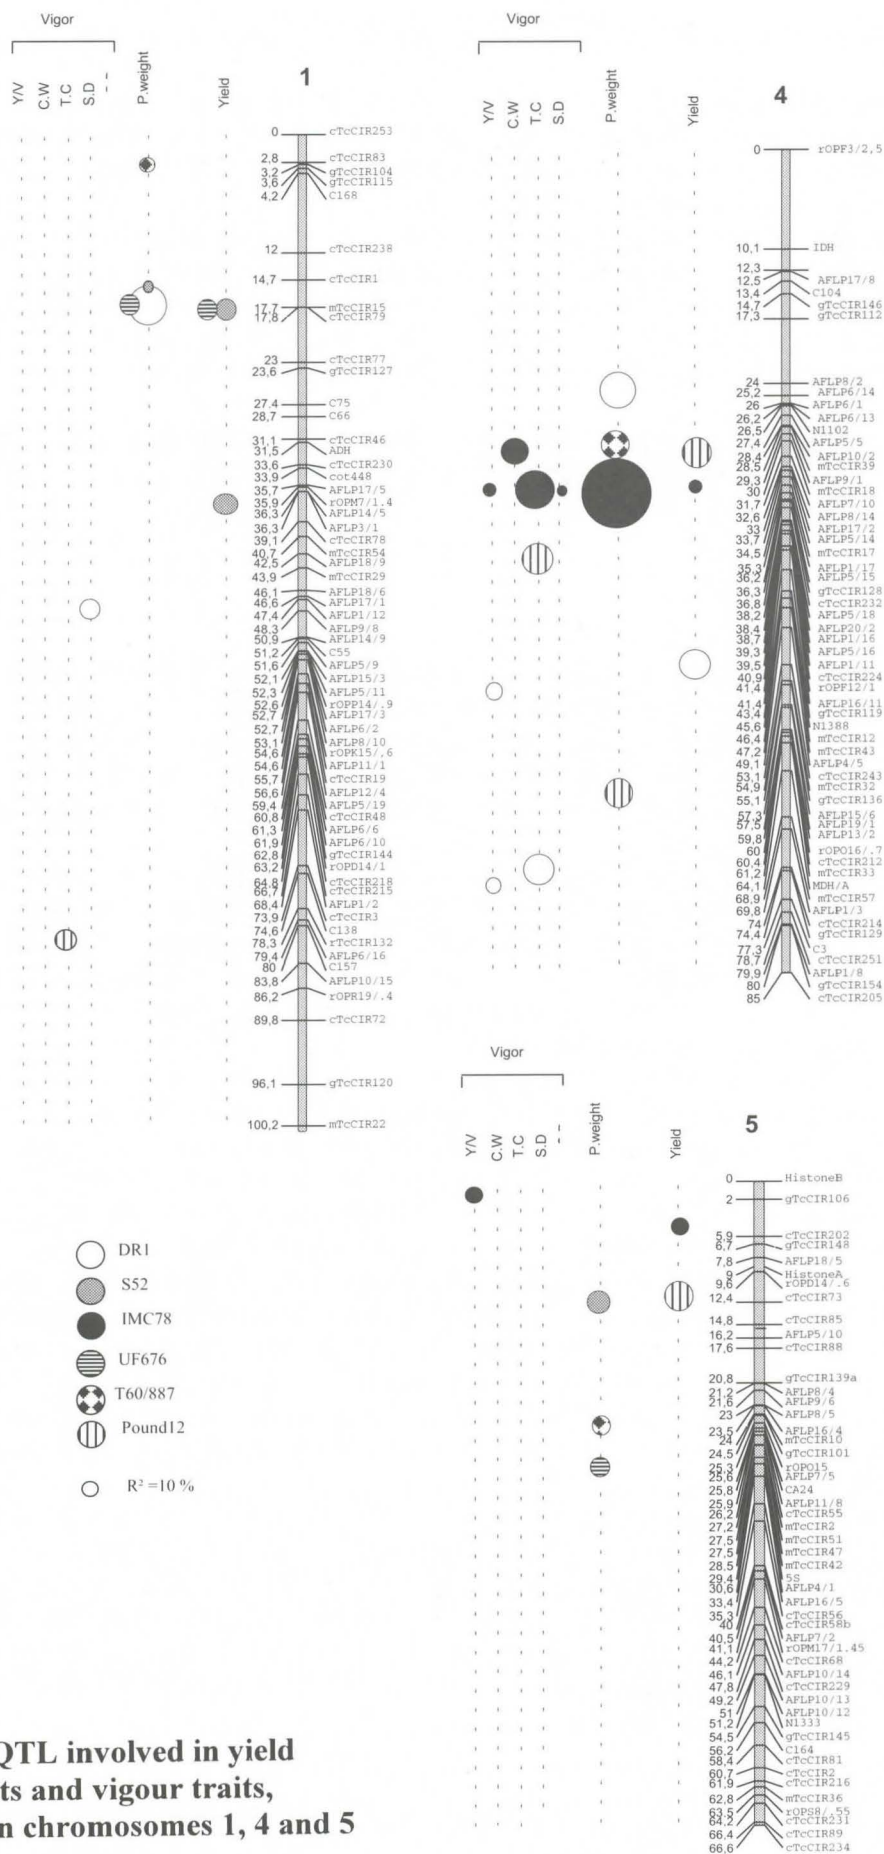 Vigor
Y/V C.W T.C S.D P.weight Yield
1
0 cTcCIR253
2,8 cTcCIR83
3,2 gTcCIR104
3,6 gTcCIR115
4,2 C168
12 cTcCIR238
14,7 cTcCIR1
17,7 mTcCIR15
17,8 cTcCIR79
23 cTcCIR77
23,6 gTcCIR127
27,4 C75
28,7 C66
31,1 cTcCIR46
31,5 ADH
33,6 cTcCIR230
33,9 cot448
35,7 AFLP17/5
35,9 rOPM7/1.4
36,3 AFLP14/5
36,3 AFLP3/1
39,1 cTcCIR78
40,7 mTcCIR54
42,5 AFLP18/9
43,9 mTcCIR29
46,1 AFLP18/6
46,6 AFLP17/1
47,4 AFLP1/12
48,3 AFLP9/8
50,9 AFLP14/9
51,2 C55
51,6 AFLP5/9
52,1 AFLP15/3
52,3 AFLP5/11
52,6 rOPP14/.9
52,7 AFLP17/3
52,7 AFLP6/2
53,1 AFLP8/10
54,6 rOPK15/,6
54,6 AFLP11/1
55,7 cTcCIR19
56,6 AFLP12/4
59,4 AFLP5/19
60,8 cTcCIR48
61,3 AFLP6/6
61,9 AFLP6/10
62,8 gTcCIR144
63,2 rOPD14/1
64,8 cTcCIR218
66,7 cTcCIR215
68,4 AFLP1/2
73,9 cTcCIR3
74,6 C138
78,3 rTcCIR132
79,4 AFLP6/16
80 C157
83,8 AFLP10/15
86,2 rOPR19/.4
89,8 cTcCIR72
96,1 gTcCIR120
100,2 mTcCIR22
Vigor
Y/V C.W T.C S.D P.weight Yield
4
0 rOPF3/2,5
10,1 IDH
12,3
12,5 AFLP17/8
13,4 C104
14,7 gTcCIR146
17,3 gTcCIR112
24 AFLP8/2
25,2 AFLP6/14
26 AFLP6/1
26,2 AFLP6/13
26,5 N1102
27,4 AFLP5/5
28,4 AFLP10/2
28,5 mTcCIR39
29,3 AFLP9/1
30 mTcCIR18
31,7 AFLP7/10
32,6 AFLP8/14
33 AFLP17/2
33,7 AFLP5/14
34,5 mTcCIR17
35,3 AFLP1/17
36,2 AFLP5/15
36,3 gTcCIR128
36,8 cTcCIR232
38,2 AFLP5/18
38,4 AFLP20/2
38,7 AFLP1/16
39,3 AFLP5/16
39,5 AFLP1/11
40,9 cTcCIR224
41,4 rOPF12/1
41,4 AFLP16/11
43,4 gTcCIR119
45,6 N1388
46,4 mTcCIR12
47,2 mTcCIR43
49,1 AFLP4/5
53,1 cTcCIR243
54,9 mTcCIR32
55,1 gTcCIR136
57,3 AFLP15/6
57,5 AFLP19/1
59,8 AFLP13/2
60 rOPO16/.7
60,4 cTcCIR212
61,2 mTcCIR33
64,1 MDH/A
68,9 mTcCIR57
69,8 AFLP1/3
74 cTcCIR214
74,4 gTcCIR129
77,3 C3
78,7 cTcCIR251
79,9 AFLP1/8
80 gTcCIR154
85 cTcCIR205
Vigor
Y/V C.W T.C S.D P.weight Yield
5
0 HistoneB
2 gTcCIR106
5,9 cTcCIR202
6,7 gTcCIR148
7,8 AFLP18/5
9 HistoneA
9,6 rOPD14/.6
12,4 cTcCIR73
14,8 cTcCIR85
16,2 AFLP5/10
17,6 cTcCIR88
20,8 gTcCIR139a
21,2 AFLP8/4
21,6 AFLP9/6
23 AFLP8/5
23,5 AFLP16/4
24 mTcCIR10
24,5 gTcCIR101
25,3 rOPO15
25,6 AFLP7/5
25,8 CA24
25,9 AFLP11/8
26,2 cTcCIR55
27,2 mTcCIR2
27,5 mTcCIR51
27,5 mTcCIR47
28,5 mTcCIR42
29,4 5S
30,6 AFLP4/1
33,4 AFLP16/5
35,3 cTcCIR56
40 cTcCIR58b
40,5 AFLP7/2
41,1 rOPM17/1.45
44,2 cTcCIR68
46,1 AFLP10/14
47,8 cTcCIR229
49,2 AFLP10/13
51 AFLP10/12
51,2 N1333
54,5 gTcCIR145
56,2 C164
58,4 cTcCIR81
60,7 cTcCIR2
61,9 cTcCIR216
62,8 mTcCIR36
63,5 rOPS8/.55
64,2 cTcCIR231
66,4 cTcCIR89
66,6 cTcCIR234
DR1
S52
IMC78
UF676
T60/887
Pound12
R² =10 %
QTL involved in yield
ts and vigour traits,
n chromosomes 1, 4 and 5